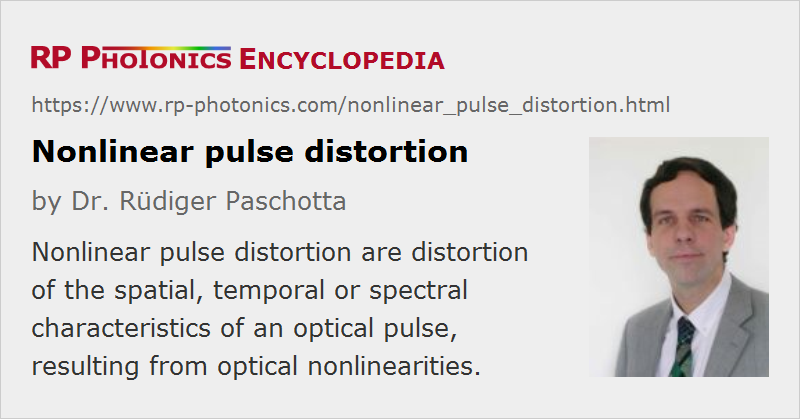 RP PHOTONICS ENCYCLOPEDIA
https://www.rp-photonics.com/nonlinear_pulse_distortion.html
Nonlinear pulse distortion
by Dr. Rüdiger Paschotta
Nonlinear pulse distortion are distortion
of the spatial, temporal or spectral
characteristics of an optical pulse,
resulting from optical nonlinearities.